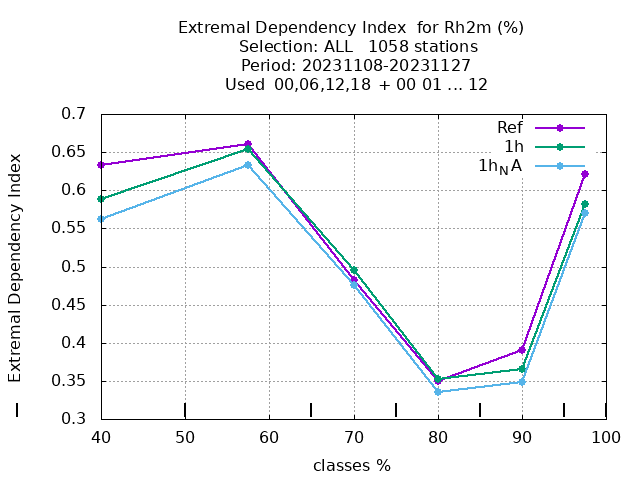 Extremal Dependency Index  for Rh2m (%)
Selection: ALL   1058 stations
Period: 20231108-20231127
Used  00,06,12,18  + 00 01 ... 12
Ref
1h
1h_NA
0.7
0.65
0.6
0.55
0.5
0.45
0.4
0.35
0.3
Extremal Dependency Index
40
50
60
70
80
90
100
classes %